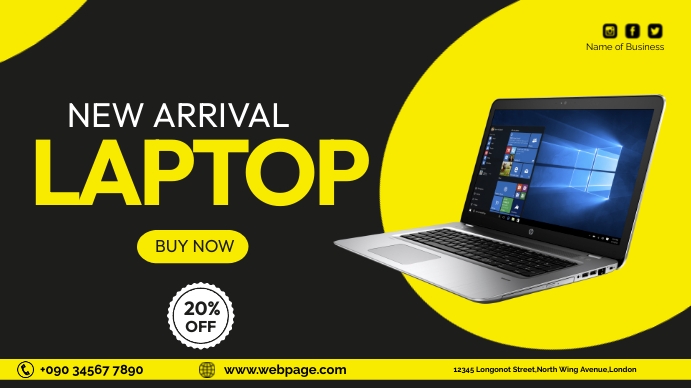 Name of Business
NEW ARRIVAL
LAPTOP
BUY NOW
20%
OFF
+090 34567 7890
www.webpage.com
12345 Longonot Street,North Wing Avenue,London